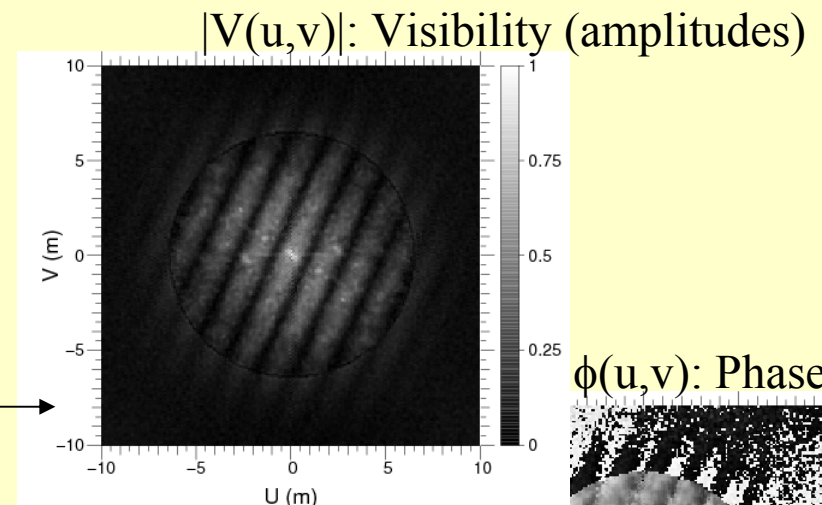 |V(u,v)|: Visibility (amplitudes)
10
5
0
−5
−10
V (m)
−10 −5 0 5 10
U (m)
1
0.75
0.5
0.25
0
ϕ(u,v): Phase